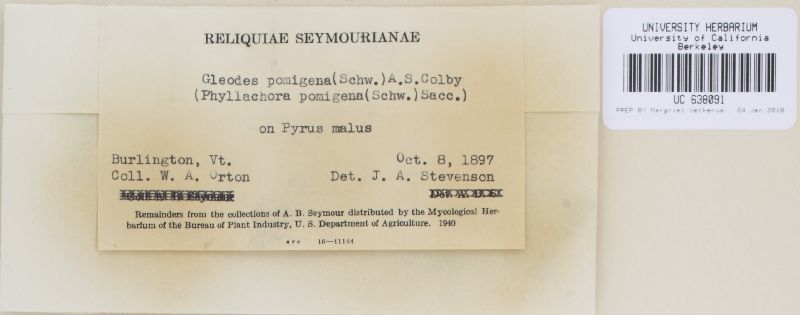 RELIQUIAE SEYMOURIANAE
Gleodes pomigena(Schw.)A.S.Colby
(Phyllachora pomigena(Schw.)Sacc.)
on Pyrus malus
Burlington, Vt. Oct. 8, 1897
Coll. W. A. Orton Det. J. A. Stevenson
Remainders from the collections of A. B. Seymour distributed by the Mycological Her-
barium of the Bureau of Plant Industry, U. S. Department of Agriculture. 1940
GPO 16—11144
UNIVERSITY HERBARIUM
University of California
Berkeley
UC 638091
PREP BY Margriet Wetherwax, 24 Jan 2018